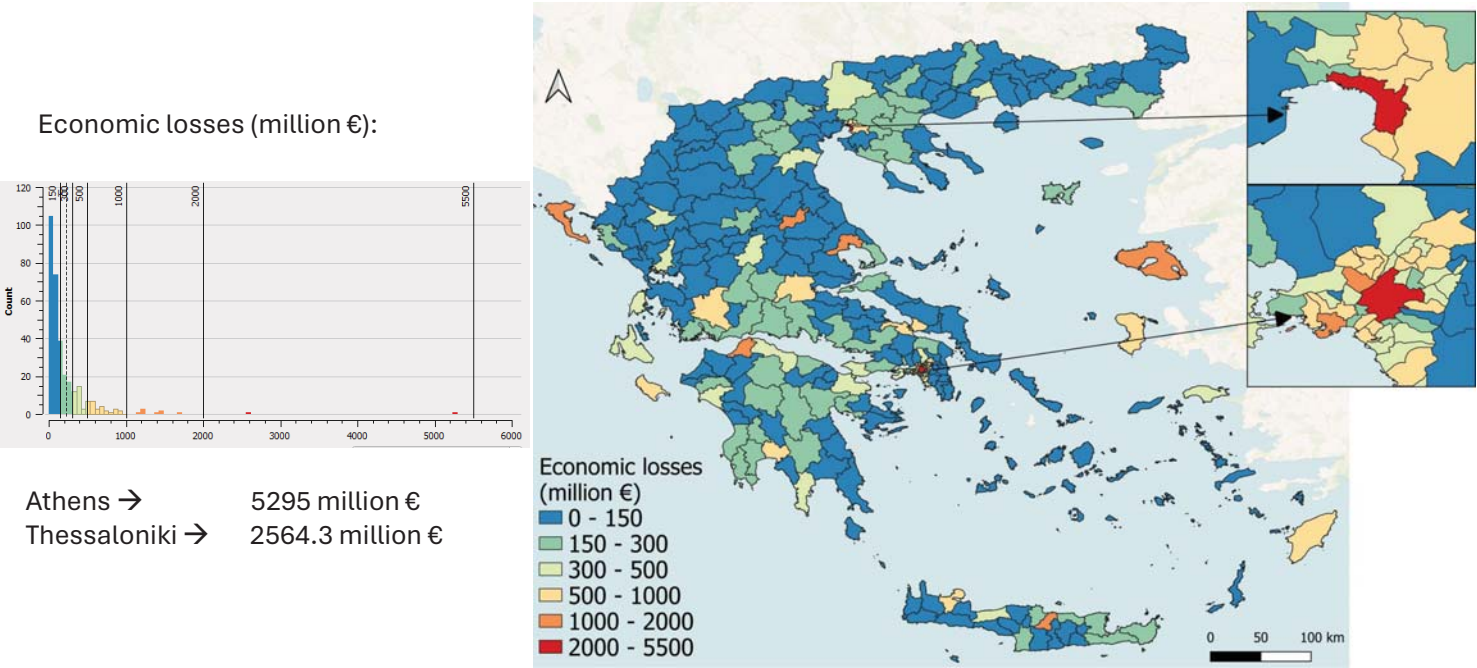 Economic losses (million €):
150
300
500
1000
2000
5500
120
100
80
60
40
20
0
Count
0
1000
2000
3000
4000
5000
6000
Athens → 5295 million €
Thessaloniki → 2564.3 million €
Economic losses
(million €)
0 - 150
150 - 300
300 - 500
500 - 1000
1000 - 2000
2000 - 5500
0 50 100 km